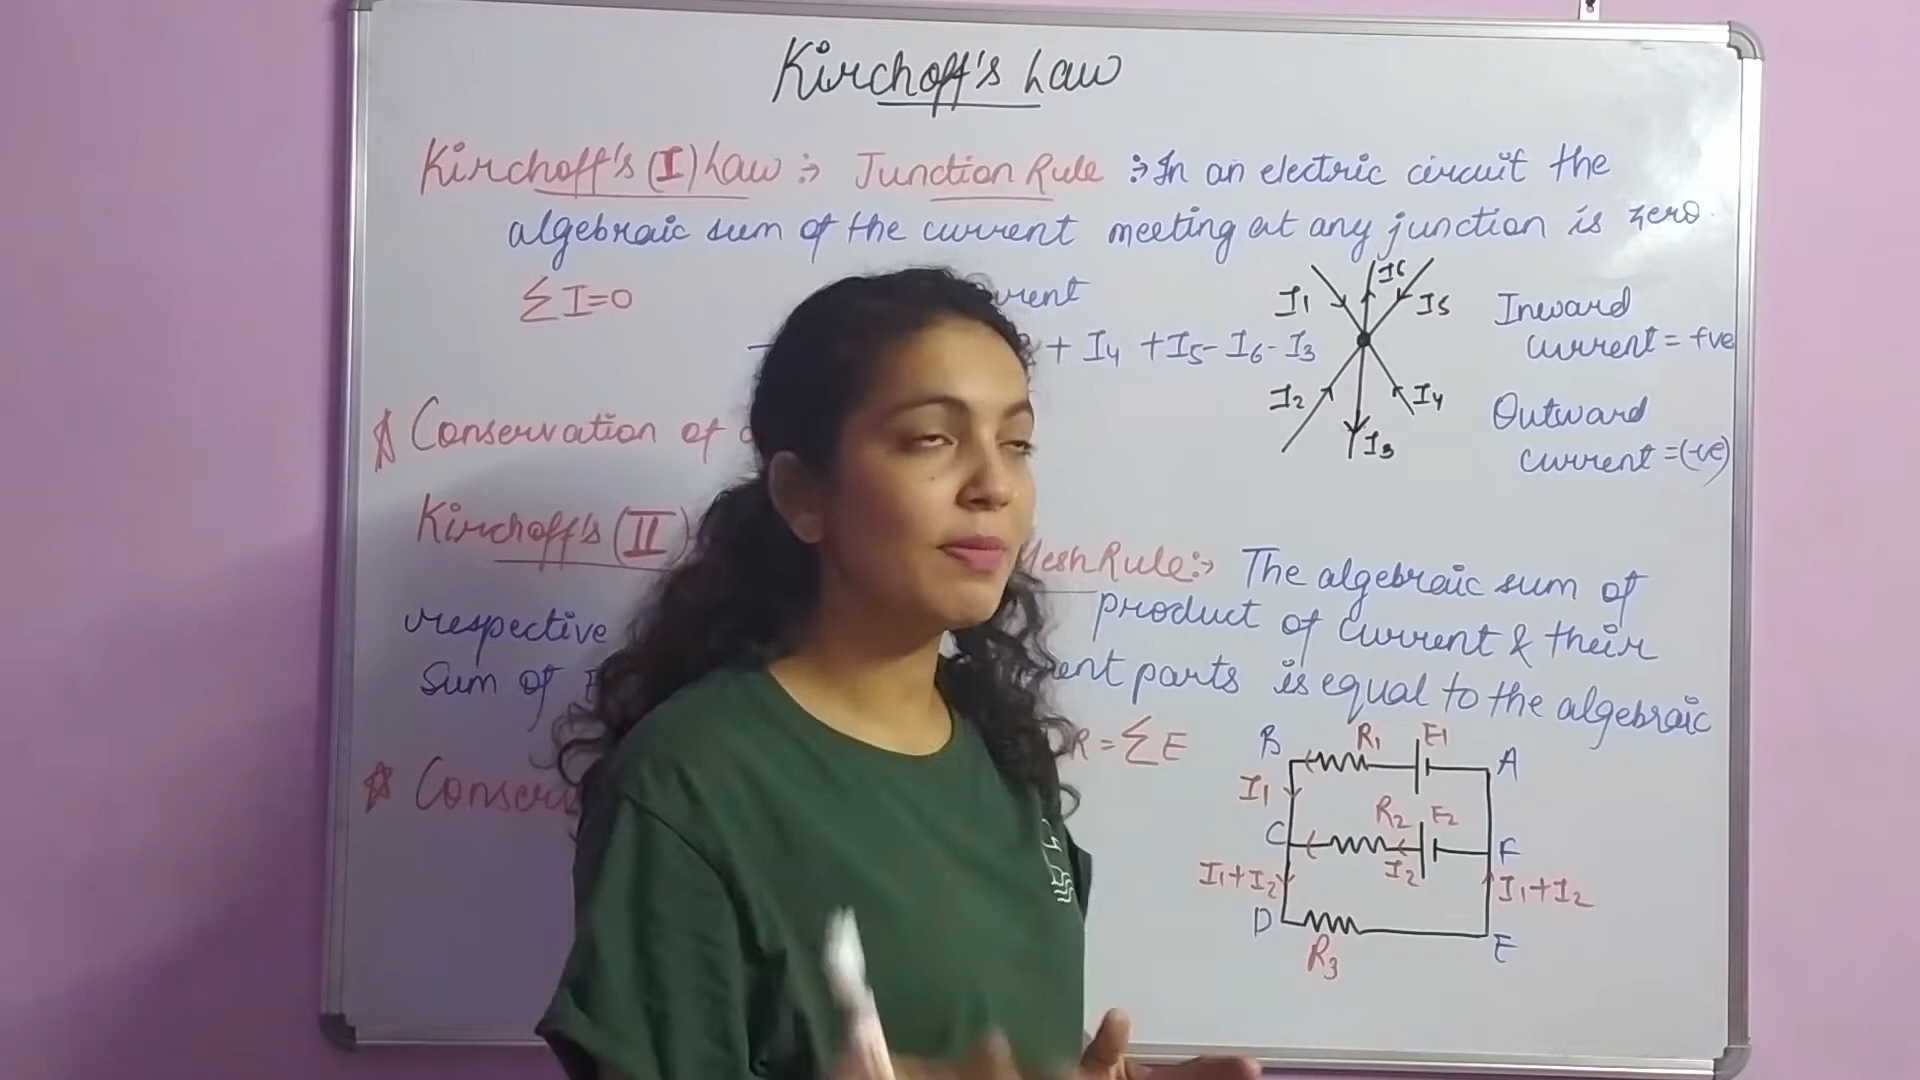 Kirchoff's Law
Kirchoff's (I) Law :→ Junction Rule :→ In an electric circuit the
algebraic sum of the current meeting at any junction is zero.
∑I=0
+ I4 + I5 - I6 - I3
I1
I6
I5
I2
I4
I3
Inward
current = +ve
Outward
current = (-ve)
Conservation of
Kirchoff's (II)
Mesh Rule :→ The algebraic sum of
product of current & their
respective
parts is equal to the algebraic
Sum of
R = ∑E
B
R1
E1
A
I1
C
R2
E2
F
I2
I1+I2
I1+I2
D
R3
E